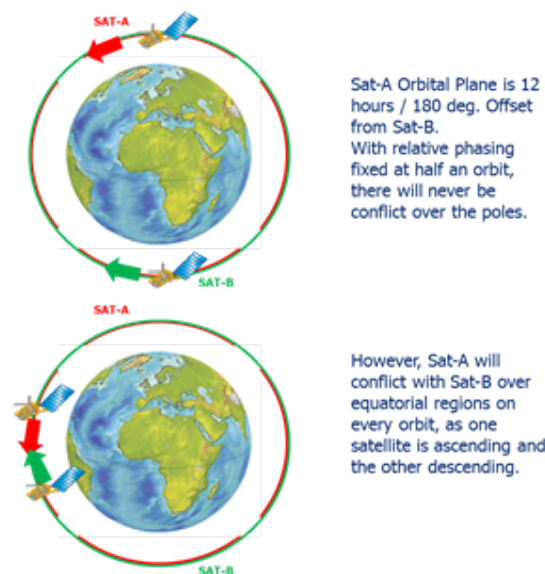 SAT-A
Sat-A Orbital Plane is 12
hours / 180 deg. Offset
from Sat-B.
With relative phasing
fixed at half an orbit,
there will never be
conflict over the poles.
SAT-B
SAT-A
However, Sat-A will
conflict with Sat-B over
equatorial regions on
every orbit, as one
satellite is ascending and
the other descending.
SAT-B